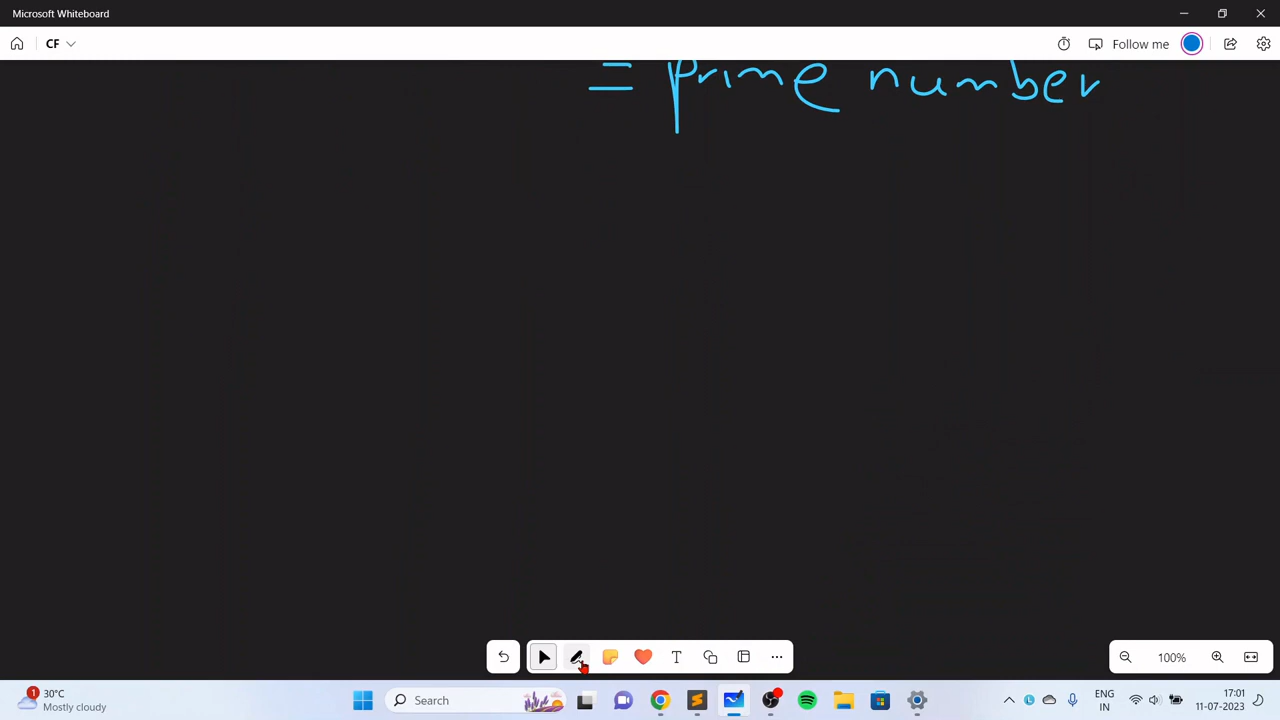 Microsoft Whiteboard
CF
Follow me
= prime number
T
100%
1
30°C
Mostly cloudy
Search
ENG
IN
17:01
11-07-2023